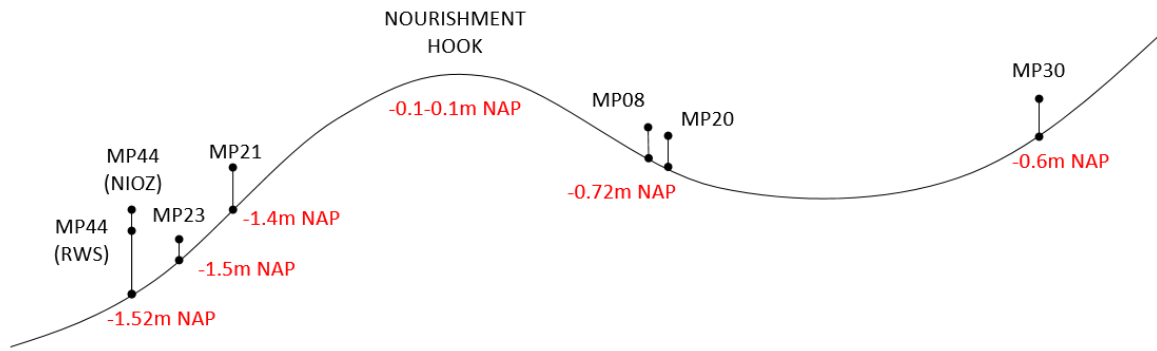 NOURISHMENT
HOOK
-0.1-0.1m NAP
MP44
(NIOZ)
MP44
(RWS)
-1.52m NAP
MP23
-1.5m NAP
MP21
-1.4m NAP
MP08
MP20
-0.72m NAP
MP30
-0.6m NAP